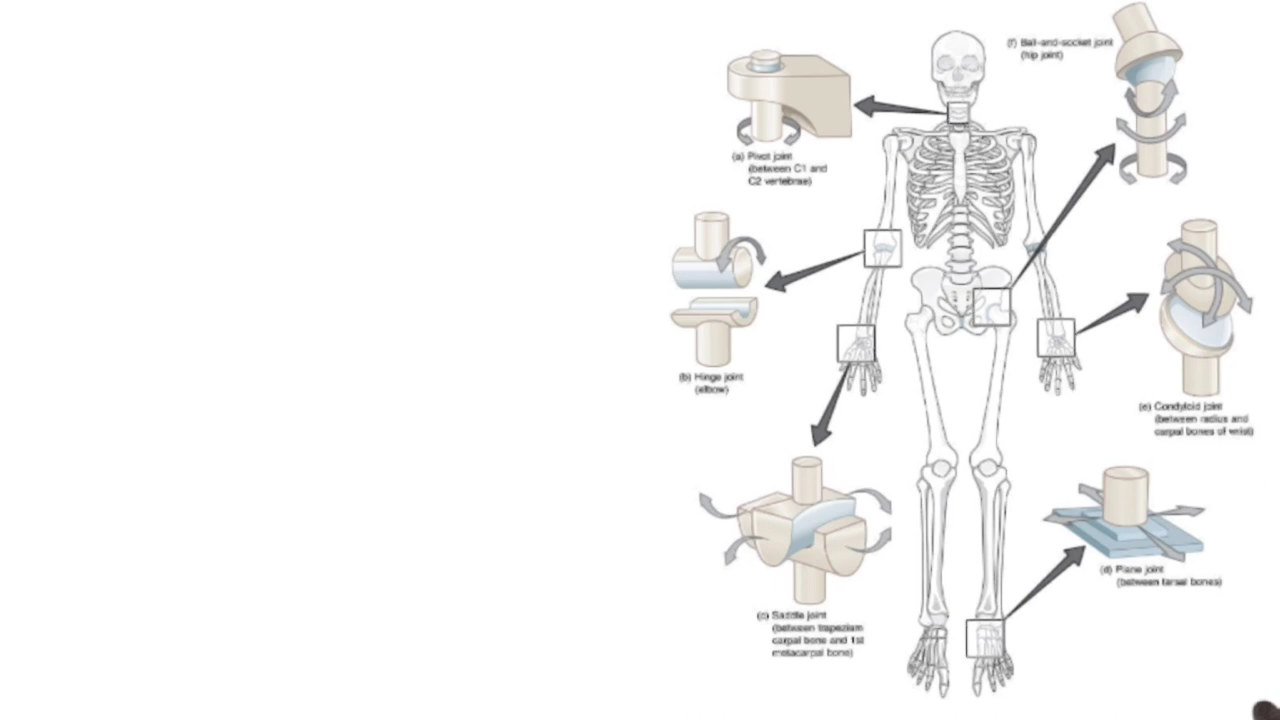 (a) Pivot joint
(between C1 and
C2 vertebrae)
(f) Ball-and-socket joint
(hip joint)
(b) Hinge joint
(elbow)
(e) Condyloid joint
(between radius and
carpal bones of wrist)
(c) Saddle joint
(between trapezium
carpal bone and 1st
metacarpal bone)
(d) Plane joint
(between tarsal bones)